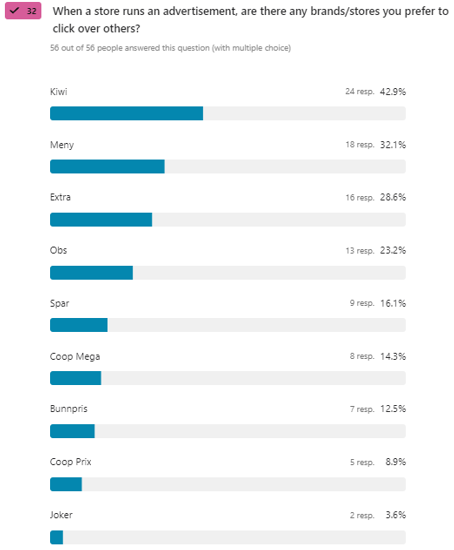 32 When a store runs an advertisement, are there any brands/stores you prefer to
click over others?
56 out of 56 people answered this question (with multiple choice)
Kiwi 24 resp. 42.9%
Meny 18 resp. 32.1%
Extra 16 resp. 28.6%
Obs 13 resp. 23.2%
Spar 9 resp. 16.1%
Coop Mega 8 resp. 14.3%
Bunnpris 7 resp. 12.5%
Coop Prix 5 resp. 8.9%
Joker 2 resp. 3.6%